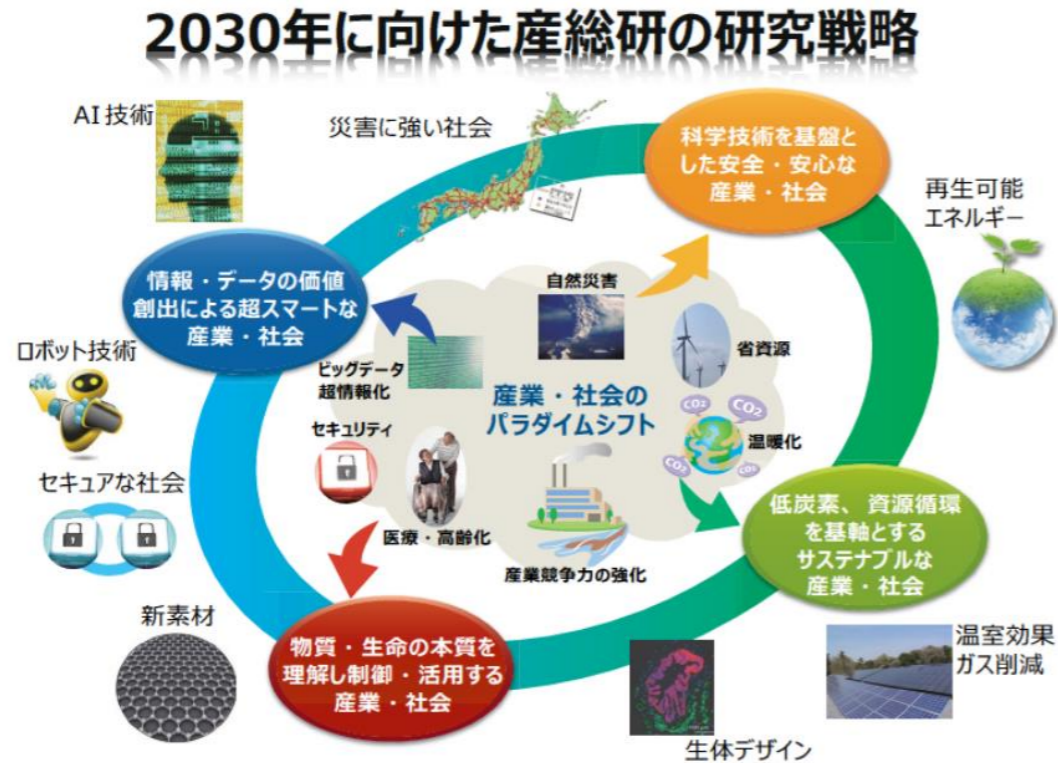 2030年に向けた産総研の研究戦略
AI 技術
災害に強い社会
科学技術を基盤と
した安全・安心な
産業・社会
再生可能
エネルギー
情報・データの価値
創出による超スマートな
産業・社会
自然災害
省資源
ロボット技術
ビッグデータ
超情報化
産業・社会の
パラダイムシフト
CO2
CO2
CO2
CO2
温暖化
セキュリティ
セキュアな社会
医療・高齢化
産業競争力の強化
低炭素、資源循環
を基軸とする
サステナブルな
産業・社会
新素材
物質・生命の本質を
理解し制御・活用する
産業・社会
温室効果
ガス削減
生体デザイン